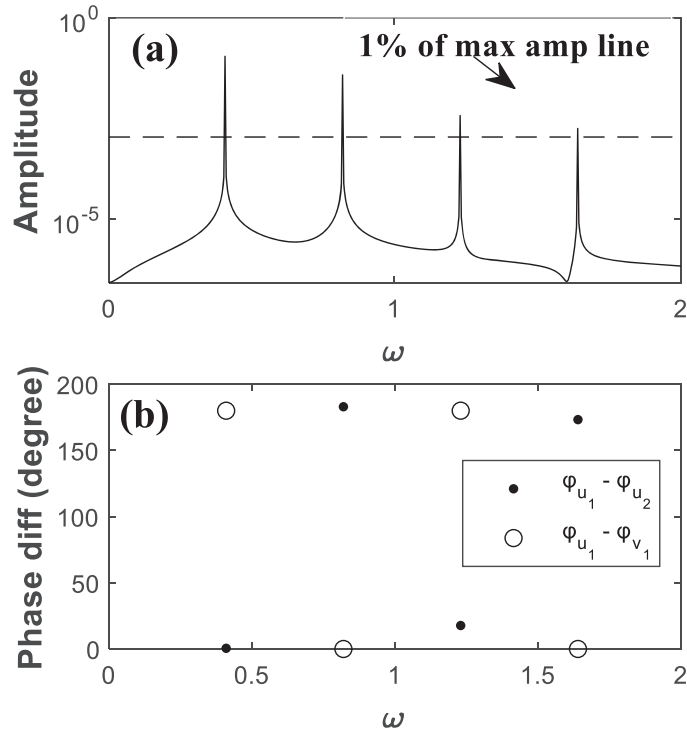 10^0
(a)
1% of max amp line
Amplitude
10^-5
0
1
2
ω
200
(b)
150
φ_{u_1} - φ_{u_2}
100
φ_{u_1} - φ_{v_1}
50
0
Phase diff (degree)
0
0.5
1
1.5
2
ω